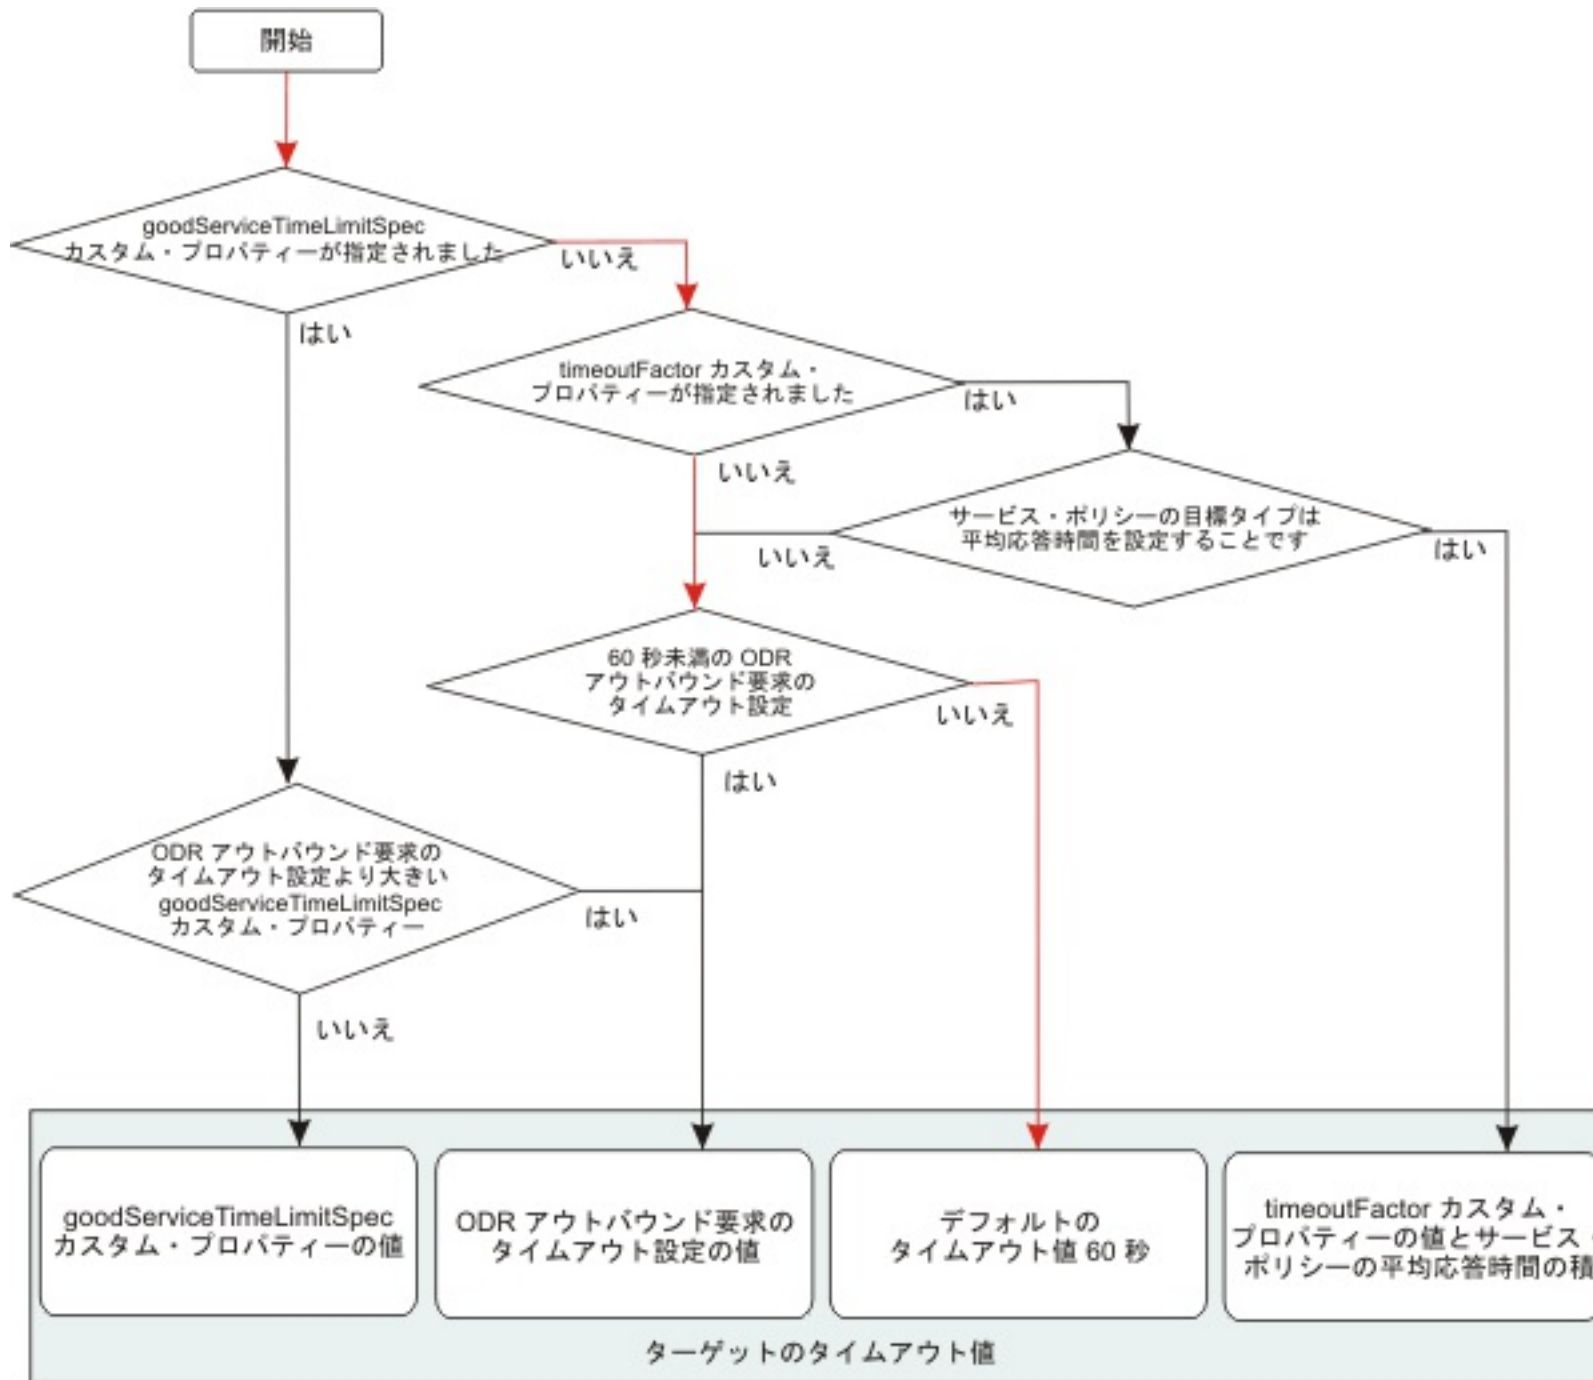 開始
goodServiceTimeLimitSpec
カスタム・プロパティーが指定されました
いいえ
はい
timeoutFactor カスタム・
プロパティーが指定されました
はい
いいえ
サービス・ポリシーの目標タイプは
平均応答時間を設定することです
いいえ
はい
60 秒未満の ODR
アウトバウンド要求の
タイムアウト設定
いいえ
はい
ODR アウトバウンド要求の
タイムアウト設定より大きい
goodServiceTimeLimitSpec
カスタム・プロパティー
はい
いいえ
goodServiceTimeLimitSpec
カスタム・プロパティーの値
ODR アウトバウンド要求の
タイムアウト設定の値
デフォルトの
タイムアウト値 60 秒
timeoutFactor カスタム・
プロパティーの値とサービス・
ポリシーの平均応答時間の積
ターゲットのタイムアウト値